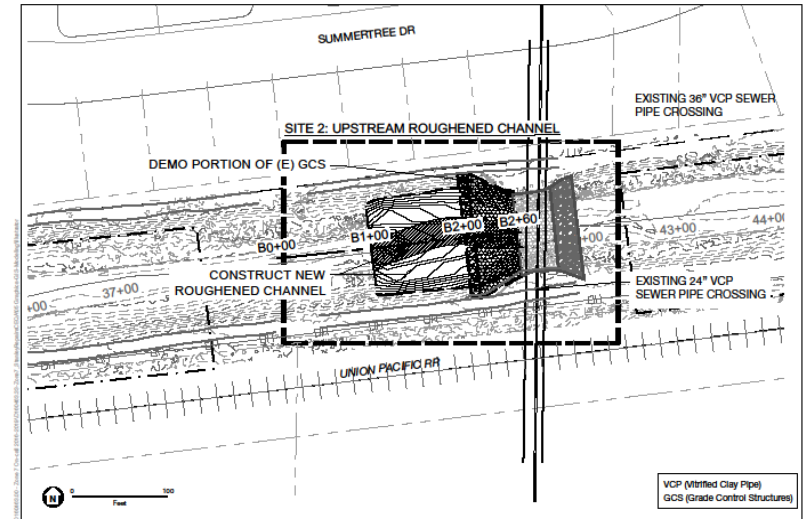 SUMMERTREE DR
EXISTING 36" VCP SEWER
PIPE CROSSING
SITE 2: UPSTREAM ROUGHENED CHANNEL
DEMO PORTION OF (E) GCS
B0+00
B1+00
B2+00
B2+60
+00
43+00
44+0
CONSTRUCT NEW
ROUGHENED CHANNEL
+00
37+00
EXISTING 24" VCP
SEWER PIPE CROSSING
UNION PACIFIC RR
N
0
100
Feet
VCP (Vitrified Clay Pipe)
GCS (Grade Control Structures)